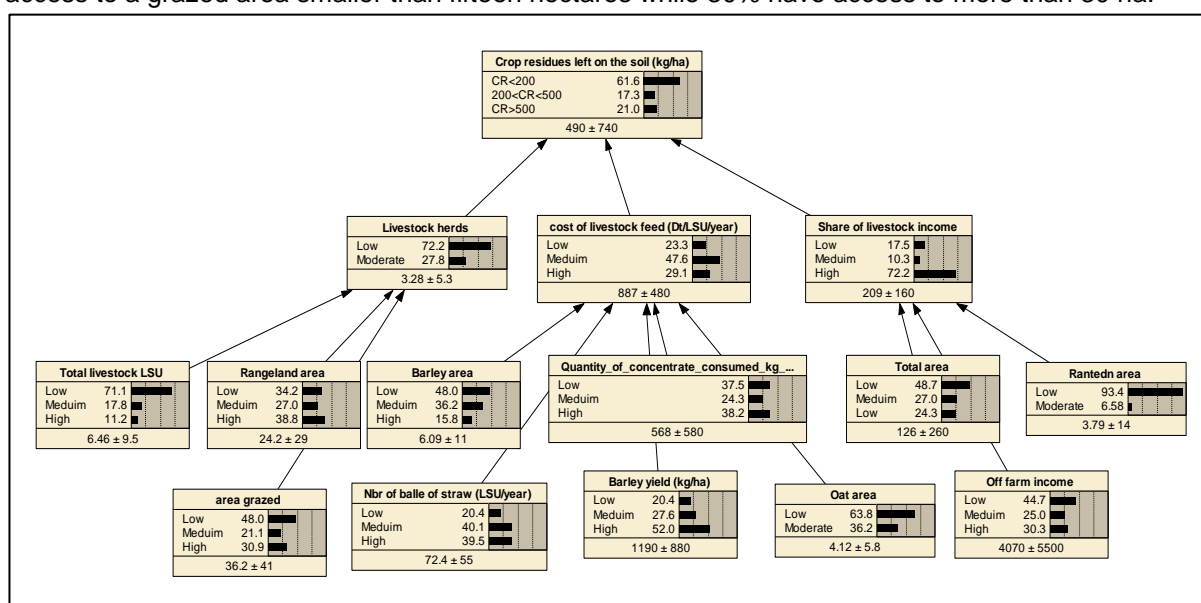 access to a grazed area smaller than fifteen hectares while 30% have access to more than 30 ha.
Crop residues left on the soil (kg/ha)
CR<200 61.6
200<CR<500 17.3
CR>500 21.0
490 ± 740
Livestock herds
Low 72.2
Moderate 27.8
3.28 ± 5.3
cost of livestock feed (Dt/LSU/year)
Low 23.3
Meduim 47.6
High 29.1
887 ± 480
Share of livestock income
Low 17.5
Meduim 10.3
High 72.2
209 ± 160
Total livestock LSU
Low 71.1
Meduim 17.8
High 11.2
6.46 ± 9.5
Rangeland area
Low 34.2
Meduim 27.0
High 38.8
24.2 ± 29
Barley area
Low 48.0
Meduim 36.2
High 15.8
6.09 ± 11
Quantity_of_concentrate_consumed_kg_...
Low 37.5
Meduim 24.3
High 38.2
568 ± 580
Total area
Low 48.7
Meduim 27.0
Low 24.3
126 ± 260
Rantedn area
Low 93.4
Moderate 6.58
3.79 ± 14
area grazed
Low 48.0
Meduim 21.1
High 30.9
36.2 ± 41
Nbr of balle of straw (LSU/year)
Low 20.4
Meduim 40.1
High 39.5
72.4 ± 55
Barley yield (kg/ha)
Low 20.4
Meduim 27.6
High 52.0
1190 ± 880
Oat area
Low 63.8
Moderate 36.2
4.12 ± 5.8
Off farm income
Low 44.7
Meduim 25.0
High 30.3
4070 ± 5500